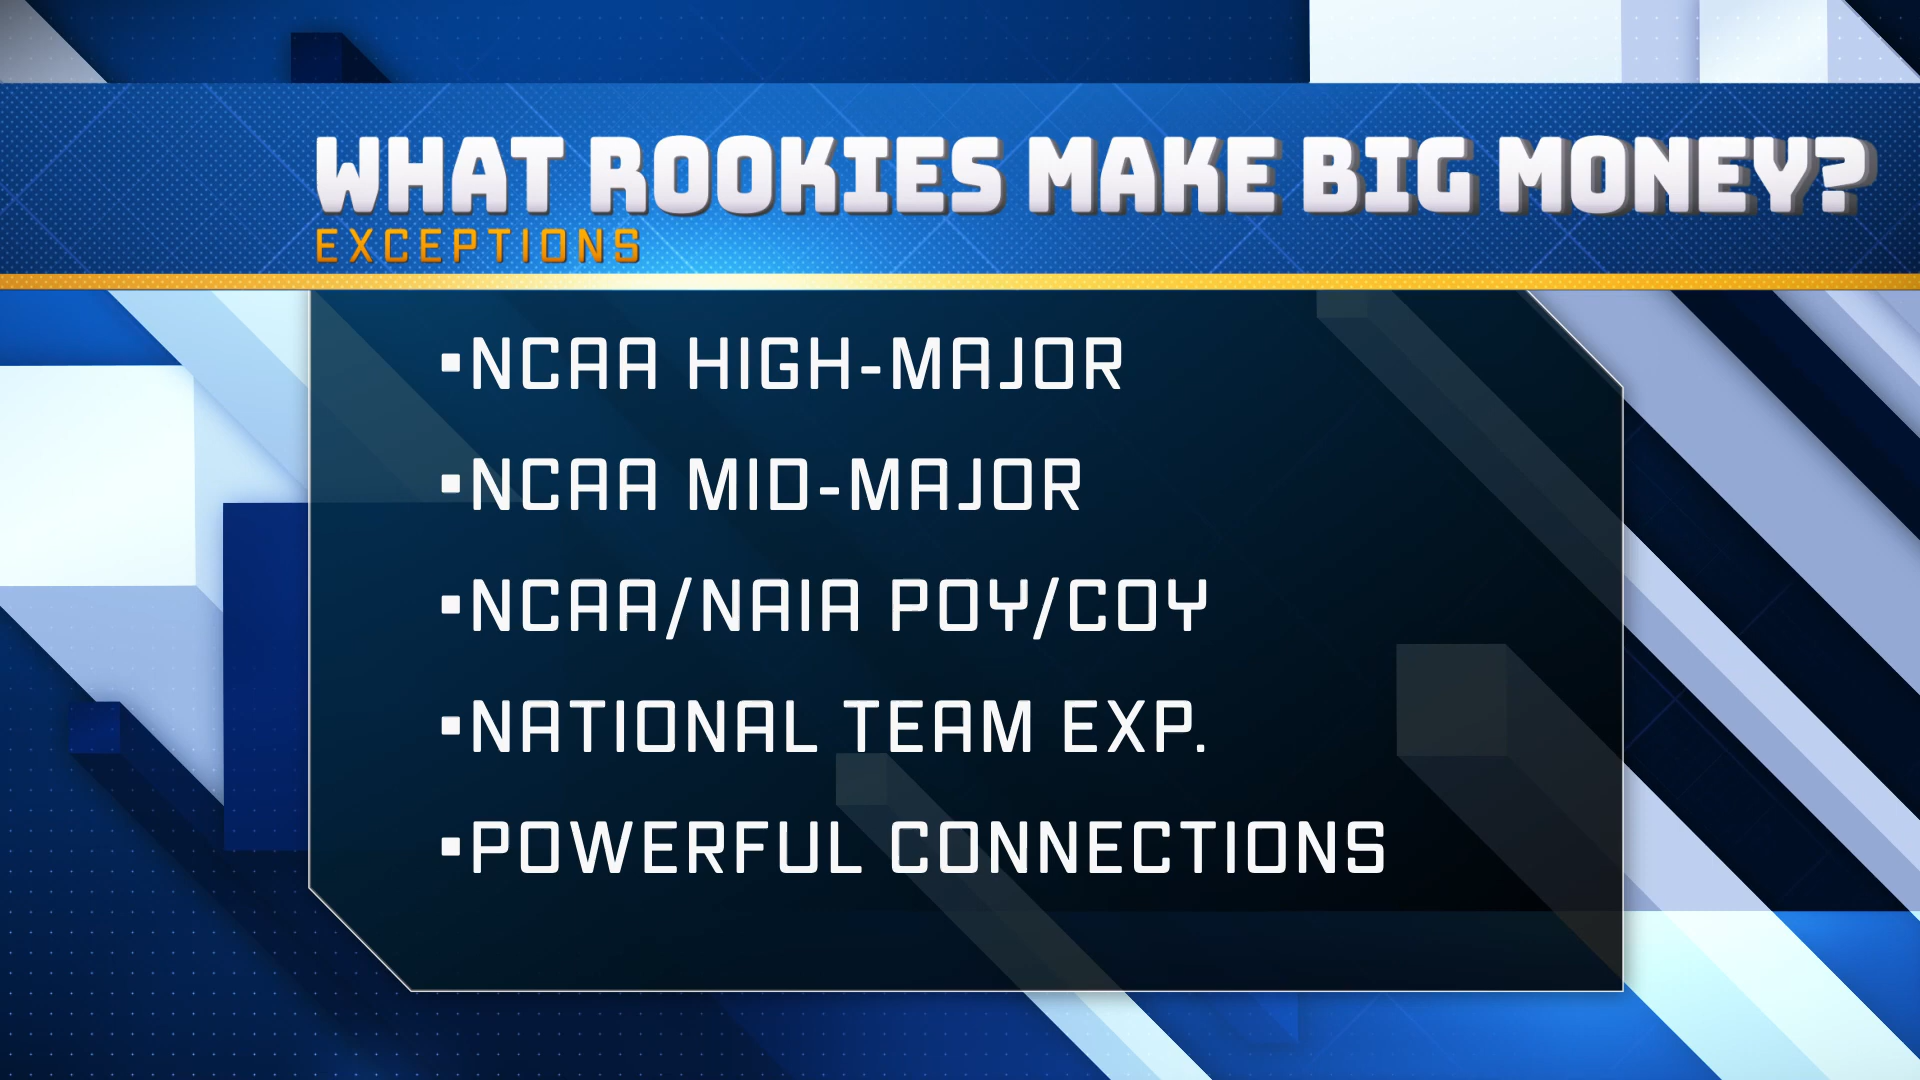 WHAT ROOKIES MAKE BIG MONEY?
EXCEPTIONS
▪NCAA HIGH-MAJOR
▪NCAA MID-MAJOR
▪NCAA/NAIA POY/COY
▪NATIONAL TEAM EXP.
▪POWERFUL CONNECTIONS